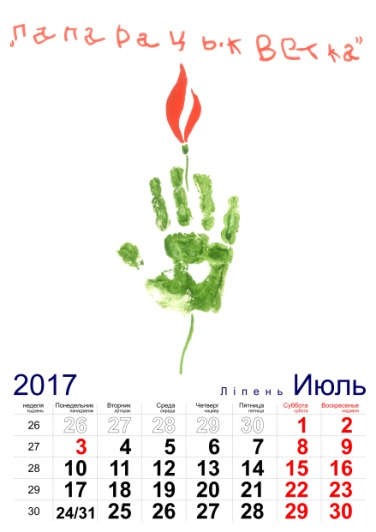 „папараць кветка”
2017 Ліпень Июль
неделя Понедельник Вторник Среда Четверг Пятница Суббота Воскресенье
тыдзень панядзелак аўторак серада чацвер пятніца субота нядзеля
26 26 27 28 29 30 1 2
27 3 4 5 6 7 8 9
28 10 11 12 13 14 15 16
29 17 18 19 20 21 22 23
30 24/31 25 26 27 28 29 30